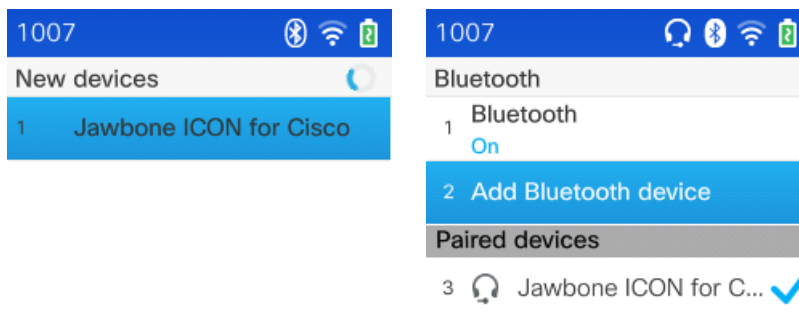 1007
New devices
1 Jawbone ICON for Cisco
1007
Bluetooth
1 Bluetooth
On
2 Add Bluetooth device
Paired devices
3 Jawbone ICON for C...